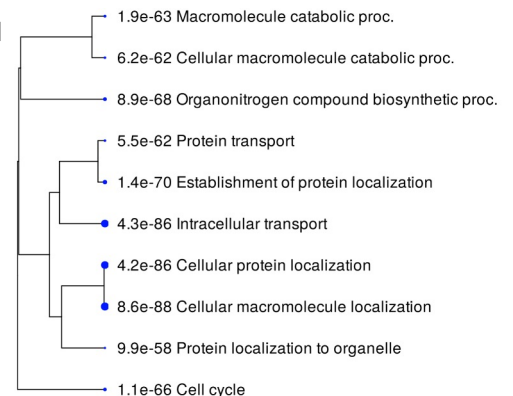 1.9e-63 Macromolecule catabolic proc.
6.2e-62 Cellular macromolecule catabolic proc.
8.9e-68 Organonitrogen compound biosynthetic proc.
5.5e-62 Protein transport
1.4e-70 Establishment of protein localization
4.3e-86 Intracellular transport
4.2e-86 Cellular protein localization
8.6e-88 Cellular macromolecule localization
9.9e-58 Protein localization to organelle
1.1e-66 Cell cycle